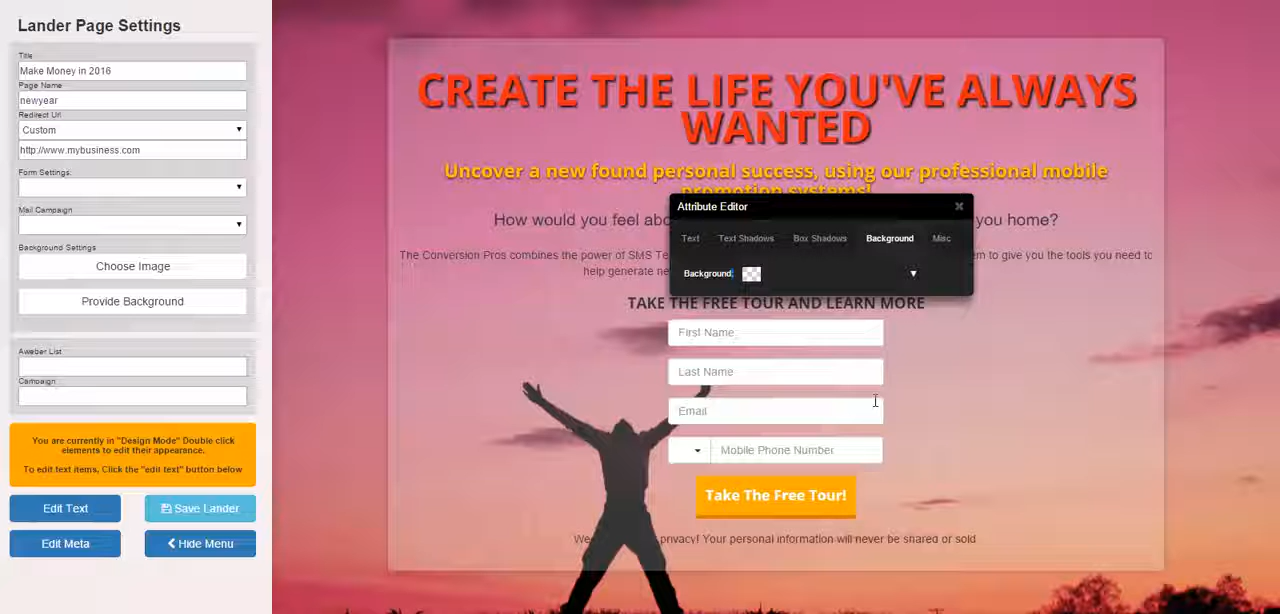 Lander Page Settings
Title
Make Money in 2016
Page Name
newyear
Redirect Url
Custom
http://www.mybusiness.com
Form Settings:
Mail Campaign
Background Settings
Choose Image
Provide Background
Aweber List
Campaign
You are currently in "Design Mode" Double click
elements to edit their appearance.
To edit text items, Click the "edit text" button below
Edit Text
Save Lander
Edit Meta
Hide Menu
CREATE THE LIFE YOU'VE ALWAYS
WANTED
Uncover a new found personal success, using our professional mobile
promotion systems!
How would you feel abo you home?
Attribute Editor
Text Text Shadows Box Shadows Background Misc
Background:
The Conversion Pros combines the power of SMS Te em to give you the tools you need to
help generate ne
TAKE THE FREE TOUR AND LEARN MORE
First Name
Last Name
Email
Mobile Phone Number
Take The Free Tour!
We privacy! Your personal information will never be shared or sold